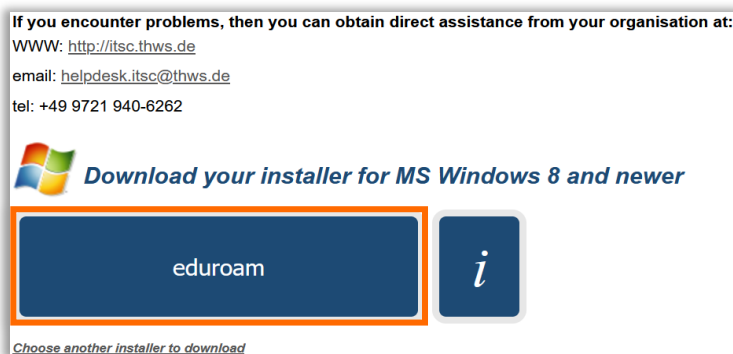 If you encounter problems, then you can obtain direct assistance from your organisation at:
WWW: http://itsc.thws.de
email: helpdesk.itsc@thws.de
tel: +49 9721 940-6262
Download your installer for MS Windows 8 and newer
eduroam
i
Choose another installer to download